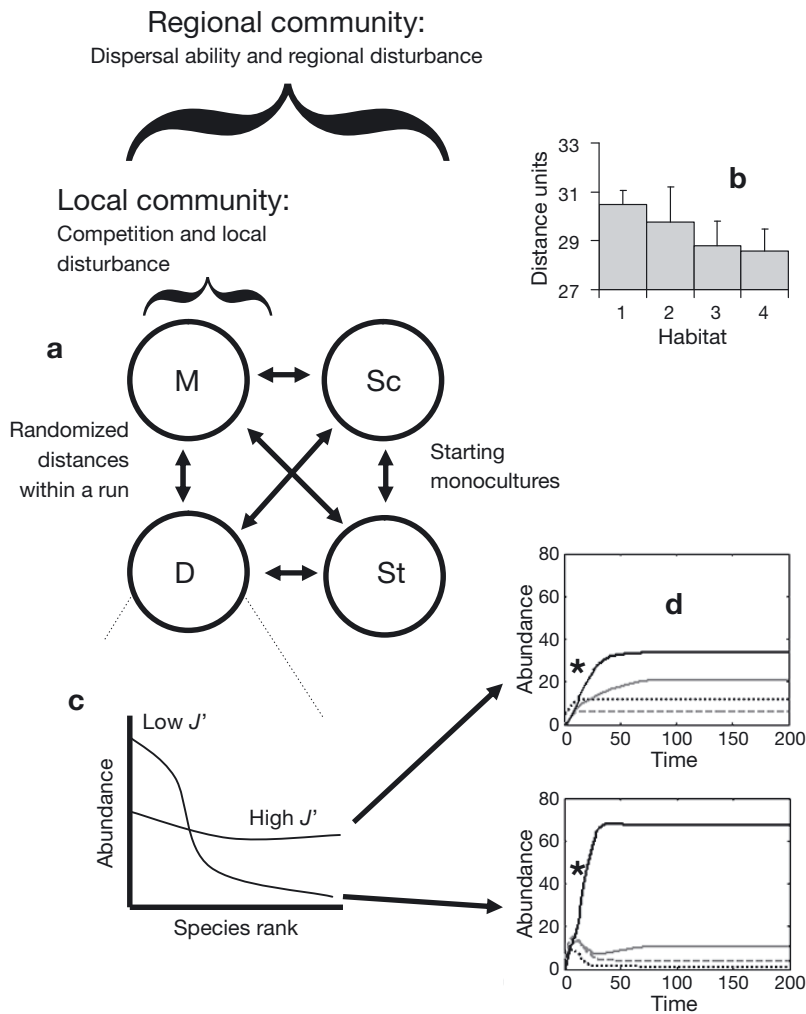 Regional community:
Dispersal ability and regional disturbance
Local community:
Competition and local
disturbance
a
M
Sc
Randomized
distances
within a run
Starting
monocultures
D
St
b
Distance units
33
31
29
27
1 2 3 4
Habitat
c
Low J’
High J’
Abundance
Species rank
d
Abundance
80
60
40
20
0
*
0 50 100 150 200
Time
Abundance
80
60
40
20
0
*
0 50 100 150 200
Time